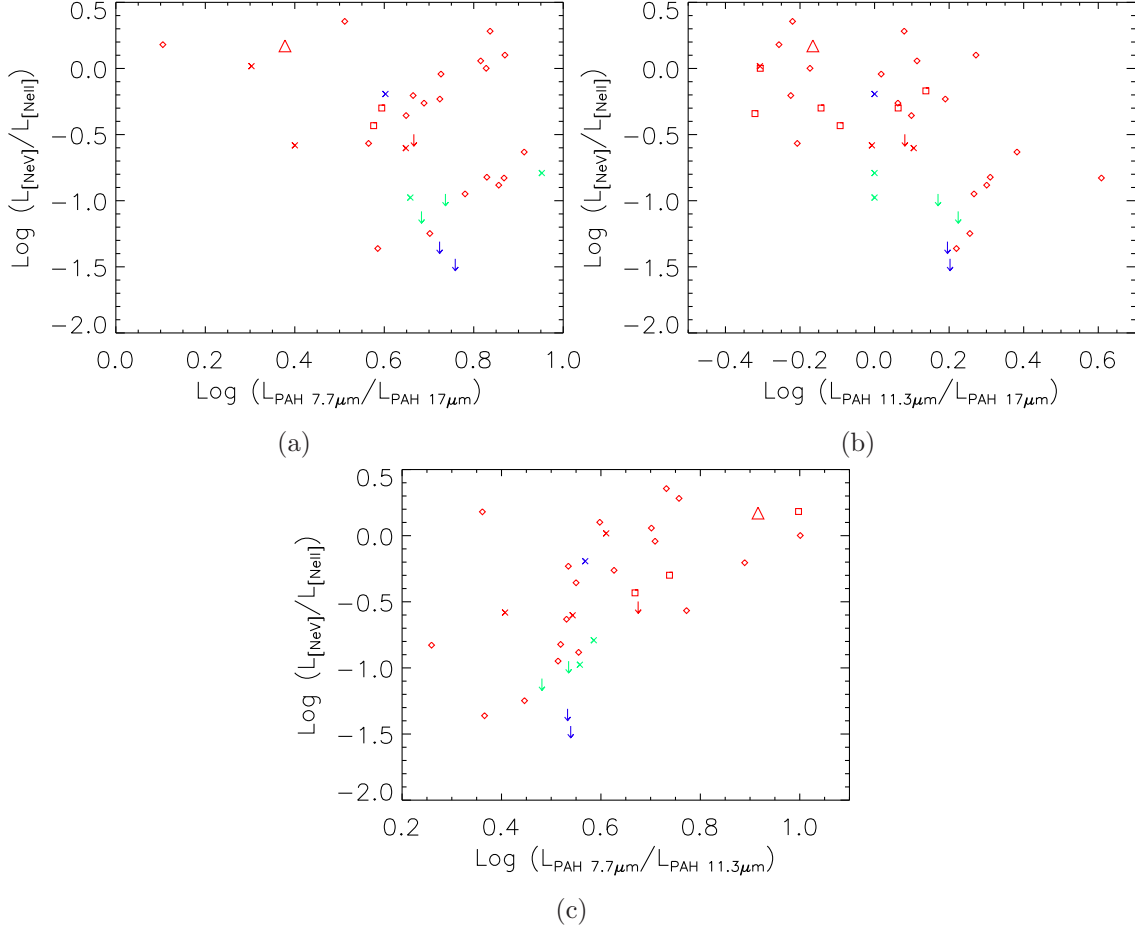 0.5
0.0
−0.5
−1.0
−1.5
−2.0
Log (L[NeV]/L[NeII])
0.0 0.2 0.4 0.6 0.8 1.0
Log (LPAH 7.7μm/LPAH 17μm)
(a)
0.5
0.0
−0.5
−1.0
−1.5
−2.0
Log (L[NeV]/L[NeII])
−0.4 −0.2 0.0 0.2 0.4 0.6
Log (LPAH 11.3μm/LPAH 17μm)
(b)
0.5
0.0
−0.5
−1.0
−1.5
−2.0
Log (L[NeV]/L[NeII])
0.2 0.4 0.6 0.8 1.0
Log (LPAH 7.7μm/LPAH 11.3μm)
(c)